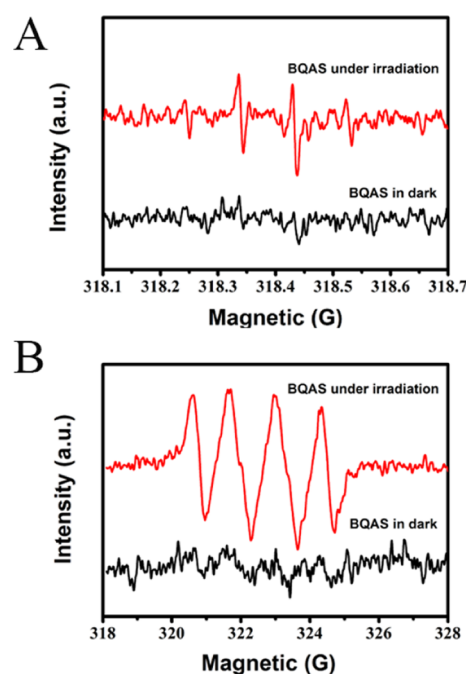 A
Intensity (a.u.)
BQAS under irradiation
BQAS in dark
318.1 318.2 318.3 318.4 318.5 318.6 318.7
Magnetic (G)
B
Intensity (a.u.)
BQAS under irradiation
BQAS in dark
318 320 322 324 326 328
Magnetic (G)